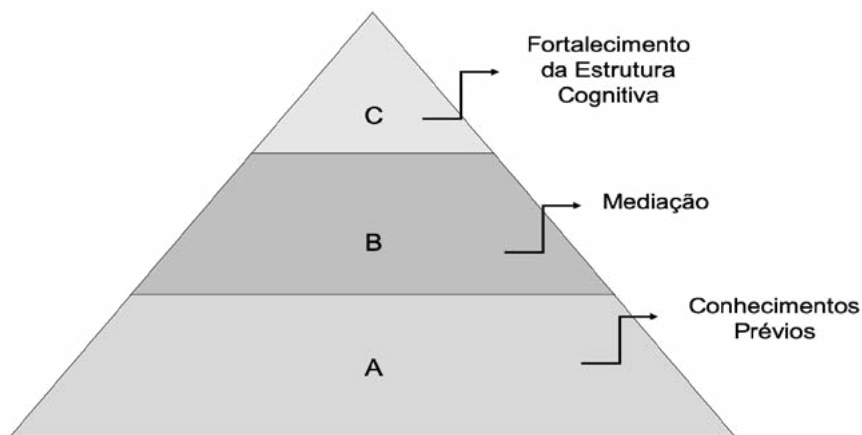 Fortalecimento
da Estrutura
Cognitiva
C
Mediação
B
Conhecimentos
Prévios
A